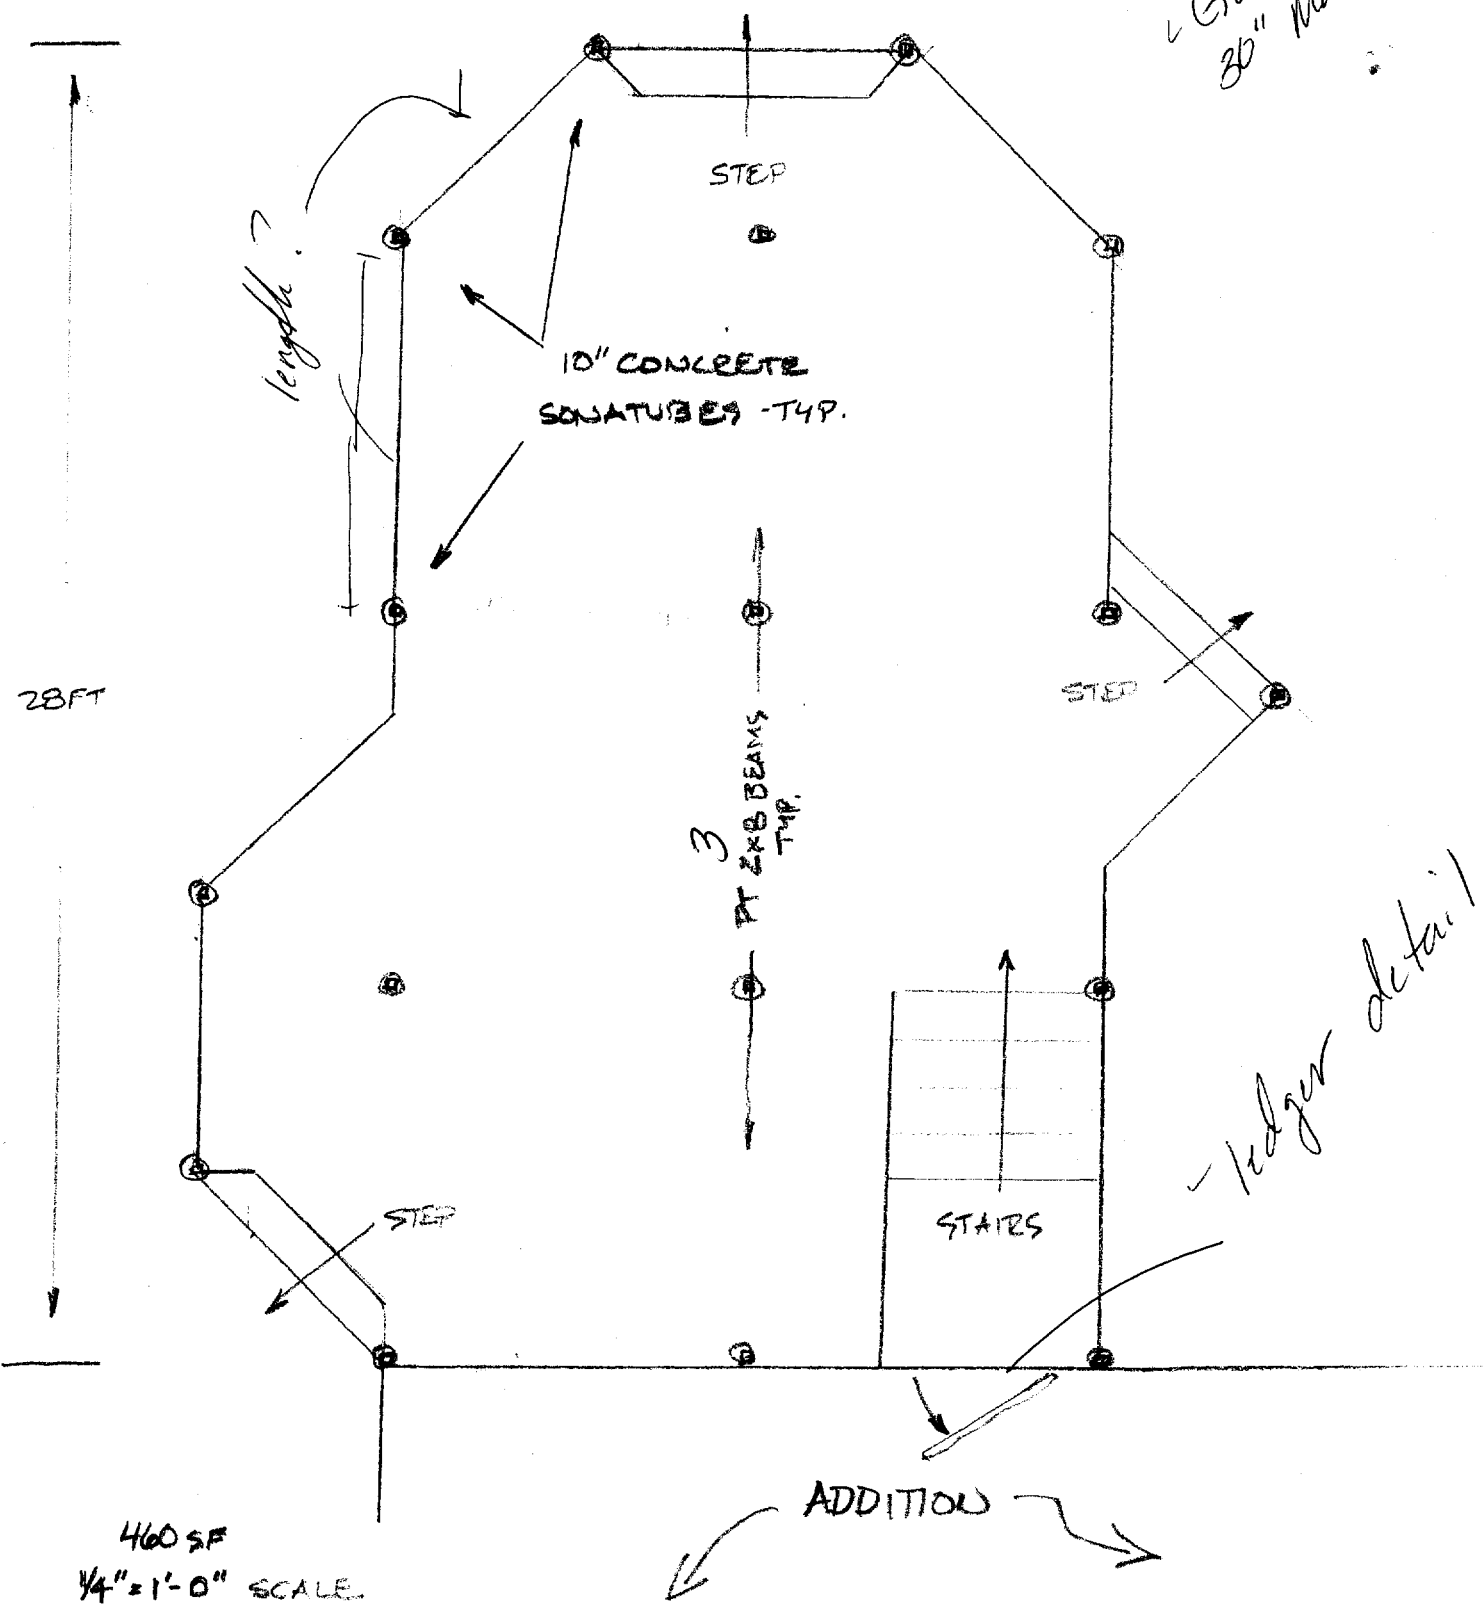 30"
STEP
length?
10" CONCRETE
SONATUBES -TYP.
28FT
STEP
3
PT 2x8 BEAMS
TYP.
- ledger detail
STEP
STAIRS
ADDITION
460 SF
1/4" = 1'-0" SCALE